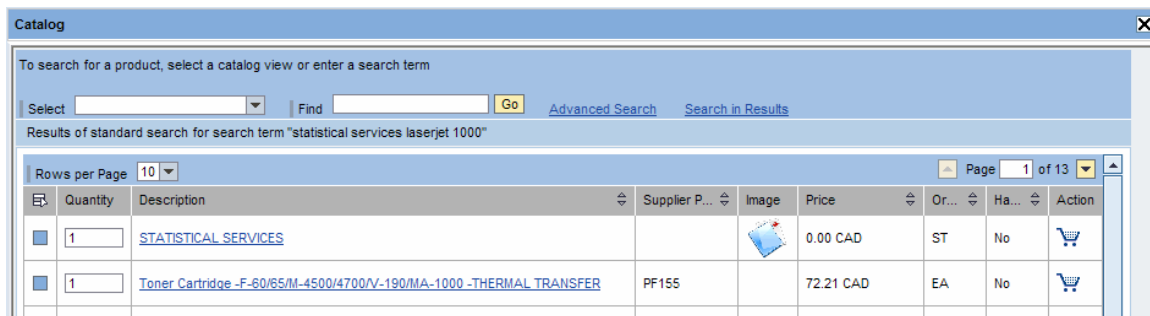 Catalog
To search for a product, select a catalog view or enter a search term
Select Find Go Advanced Search Search in Results
Results of standard search for search term "statistical services laserjet 1000"
Rows per Page 10 Page 1 of 13
Quantity Description Supplier P... Image Price Or... Ha... Action
1 STATISTICAL SERVICES 0.00 CAD ST No
1 Toner Cartridge -F-60/65/M-4500/4700/V-190/MA-1000 -THERMAL TRANSFER PF155 72.21 CAD EA No